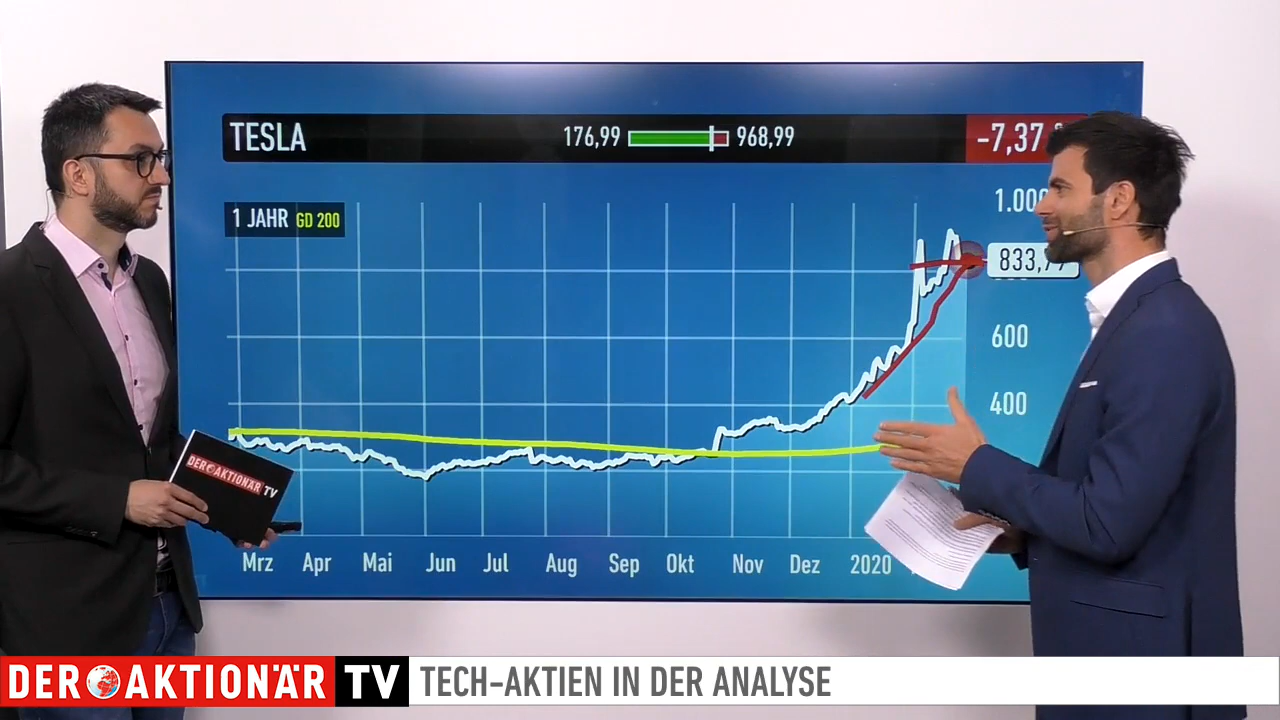 TESLA
176,99
968,99
-7,37
1 JAHR GD 200
1.000
833,
600
400
Mrz Apr Mai Jun Jul Aug Sep Okt Nov Dez 2020
DER AKTIONÄR TV
DER AKTIONÄR TV
TECH-AKTIEN IN DER ANALYSE